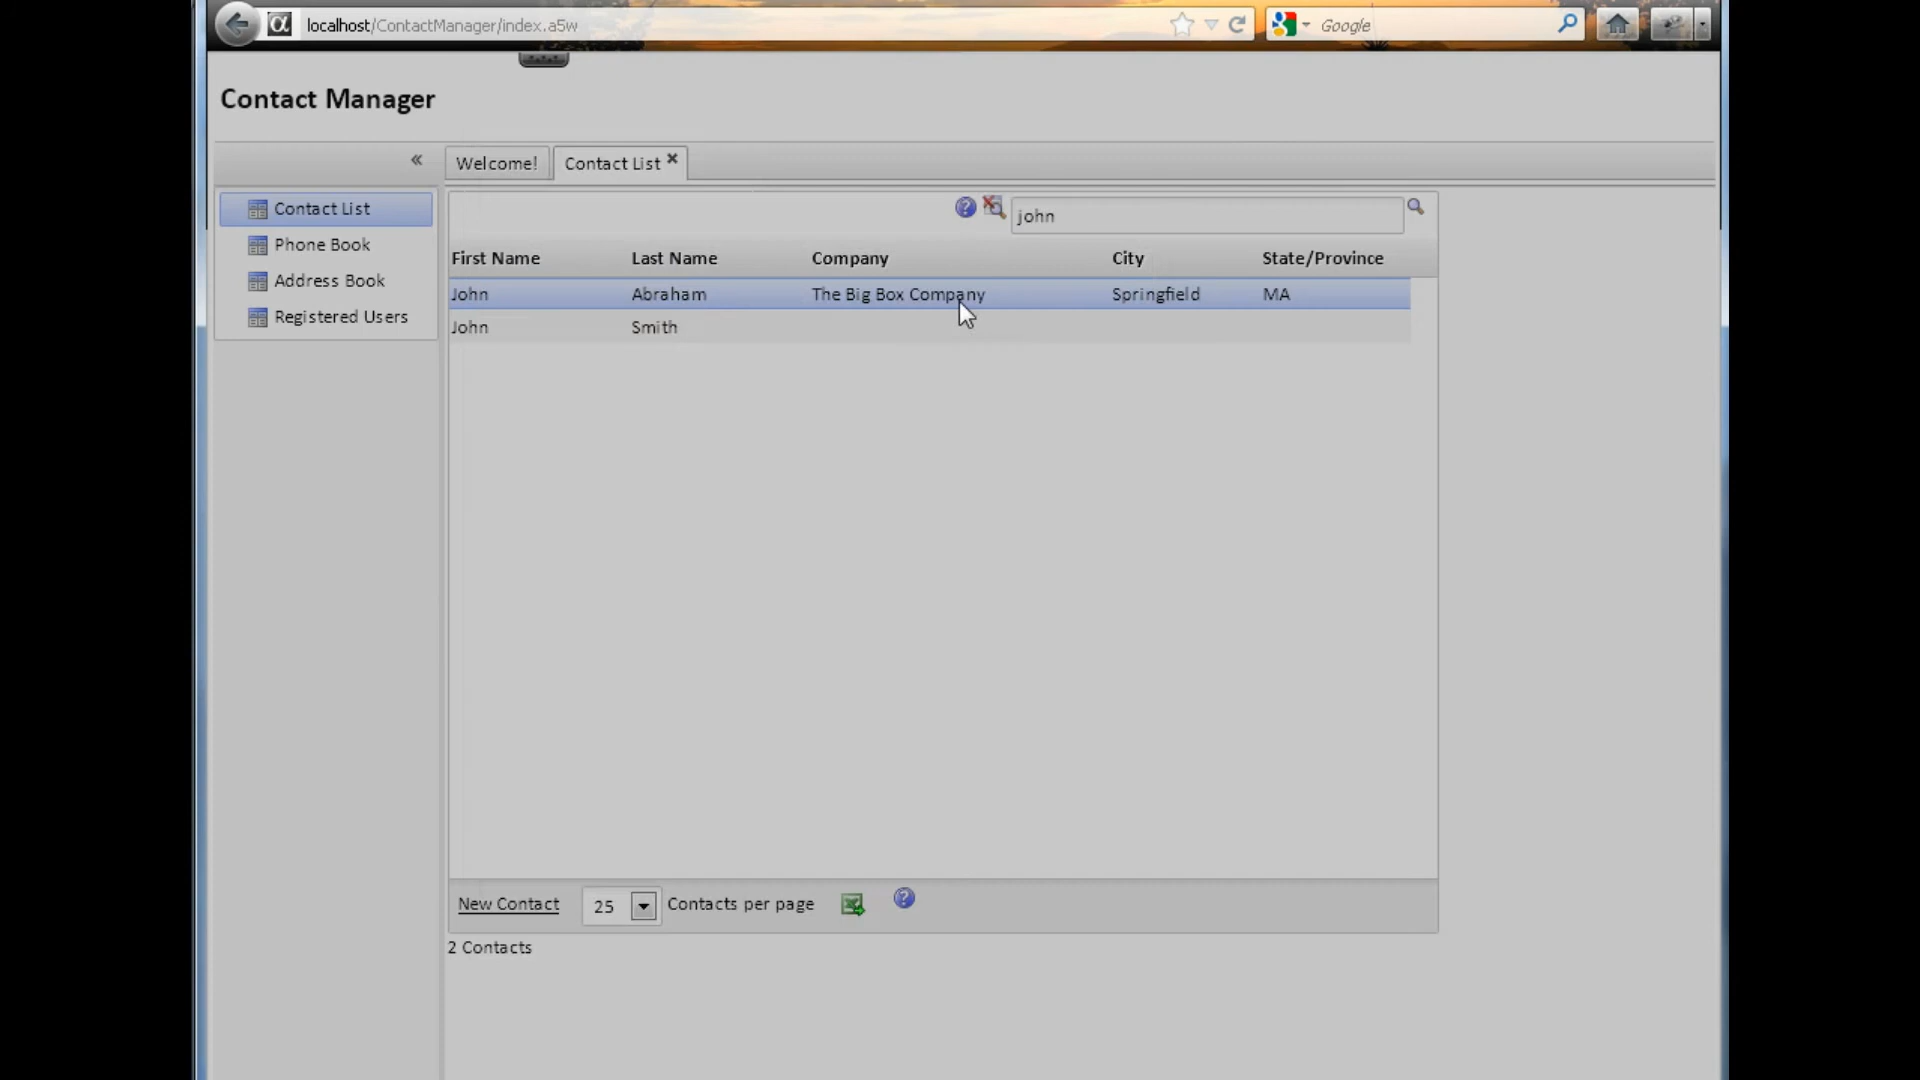 localhost/ContactManager/index.a5w
Google
Contact Manager
«
Welcome!
Contact List
Contact List
Phone Book
Address Book
Registered Users
john
First Name Last Name Company City State/Province
John Abraham The Big Box Company Springfield MA
John Smith
New Contact 25 Contacts per page
2 Contacts